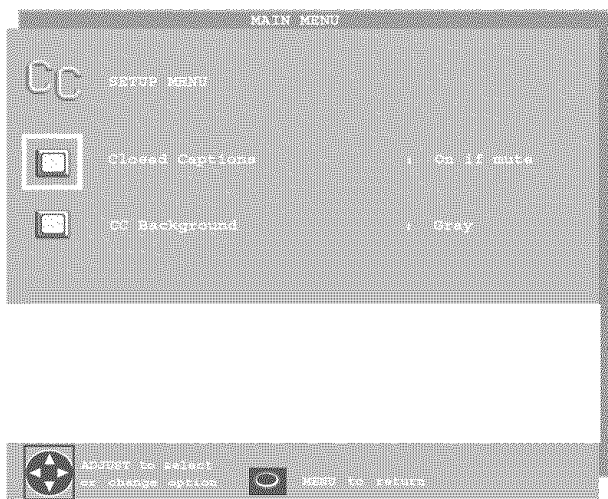 MAIN MENU
CC SETUP MENU
Closed Captions : On if mute
CC Background : Gray
ADJUST to select
or change option
MENU to return